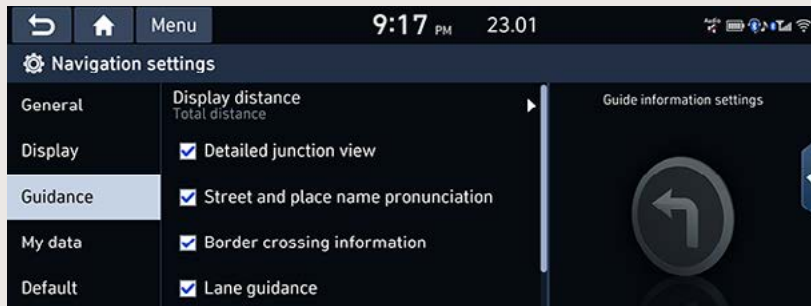 Menu
9:17 PM
23.01
Audio
Navigation settings
General
Display
Guidance
My data
Default
Display distance
Total distance
Detailed junction view
Street and place name pronunciation
Border crossing information
Lane guidance
Guide information settings